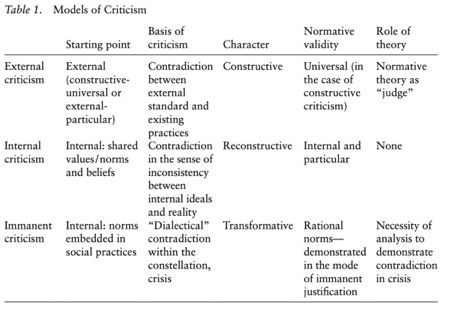 Table 1. Models of Criticism
Starting point
Basis of
criticism
Character
Normative
validity
Role of
theory
External
criticism
External
(constructive-
universal or
external-
particular)
Contradiction
between
external
standard and
existing
practices
Constructive
Universal (in
the case of
constructive
criticism)
Normative
theory as
“judge”
Internal
criticism
Internal: shared
values/norms
and beliefs
Contradiction
in the sense of
inconsistency
between
internal ideals
and reality
Reconstructive
Internal and
particular
None
Immanent
criticism
Internal: norms
embedded in
social practices
“Dialectical”
contradiction
within the
constellation,
crisis
Transformative
Rational
norms—
demonstrated
in the mode
of immanent
justification
Necessity of
analysis to
demonstrate
contradiction
in crisis